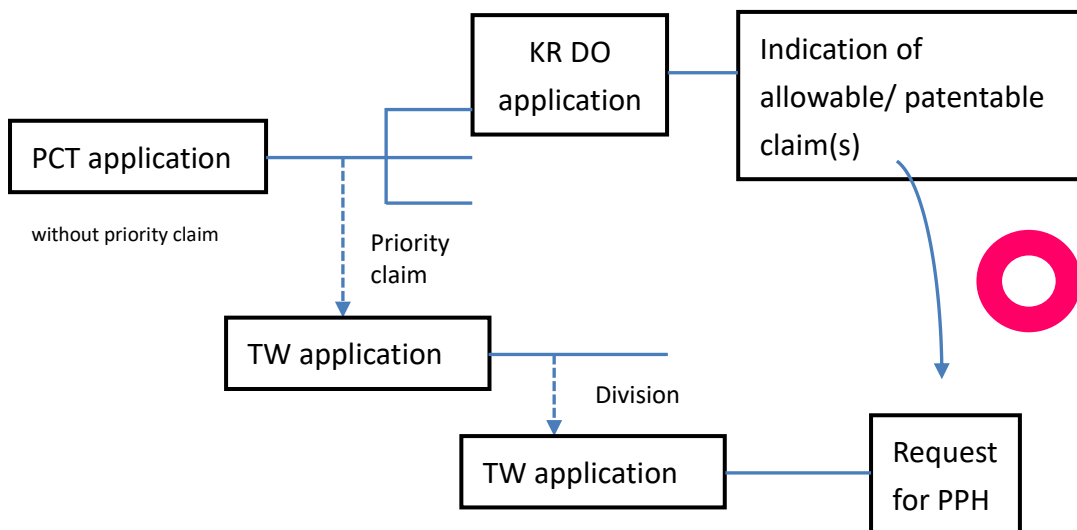 KR DO
application
Indication of
allowable/ patentable
claim(s)
PCT application
without priority claim
Priority
claim
TW application
Division
TW application
Request
for PPH